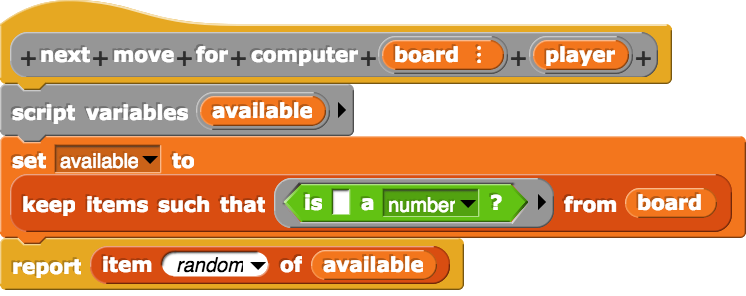 + next + move + for + computer + board ⋮ + player +
script variables available
set available to
keep items such that is a number ? from board
report item random of available